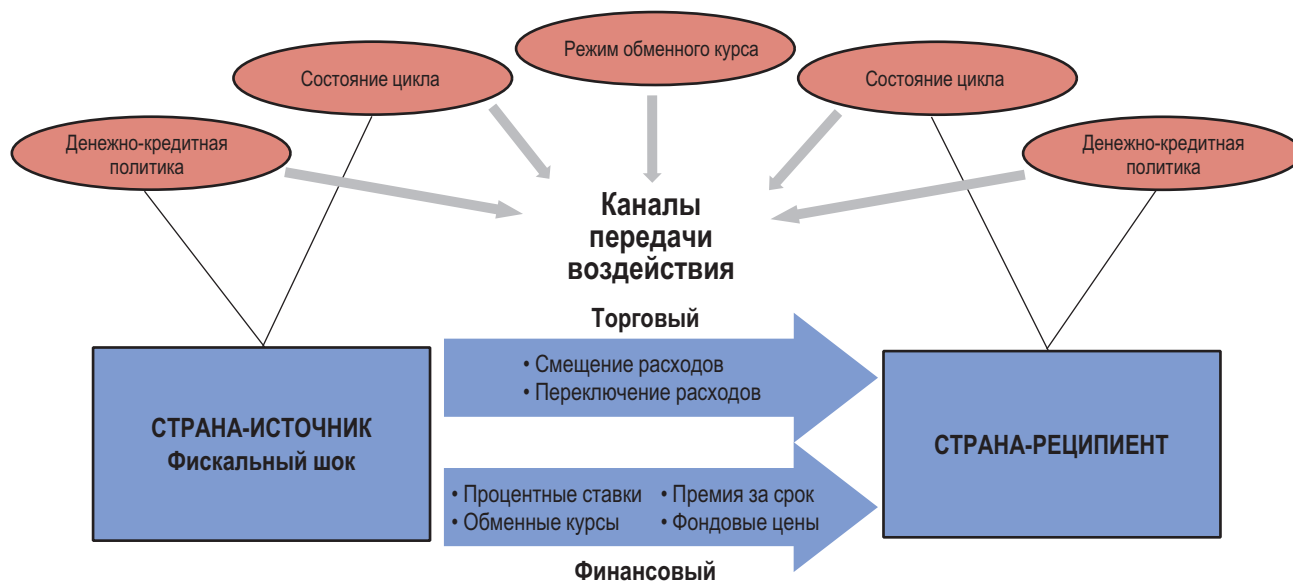 Режим обменного курса
Состояние цикла
Состояние цикла
Денежно-кредитная
политика
Денежно-кредитная
политика
Каналы
передачи
воздействия
Торговый
• Смещение расходов
• Переключение расходов
СТРАНА-ИСТОЧНИК
Фискальный шок
СТРАНА-РЕЦИПИЕНТ
• Процентные ставки • Премия за срок
• Обменные курсы • Фондовые цены
Финансовый